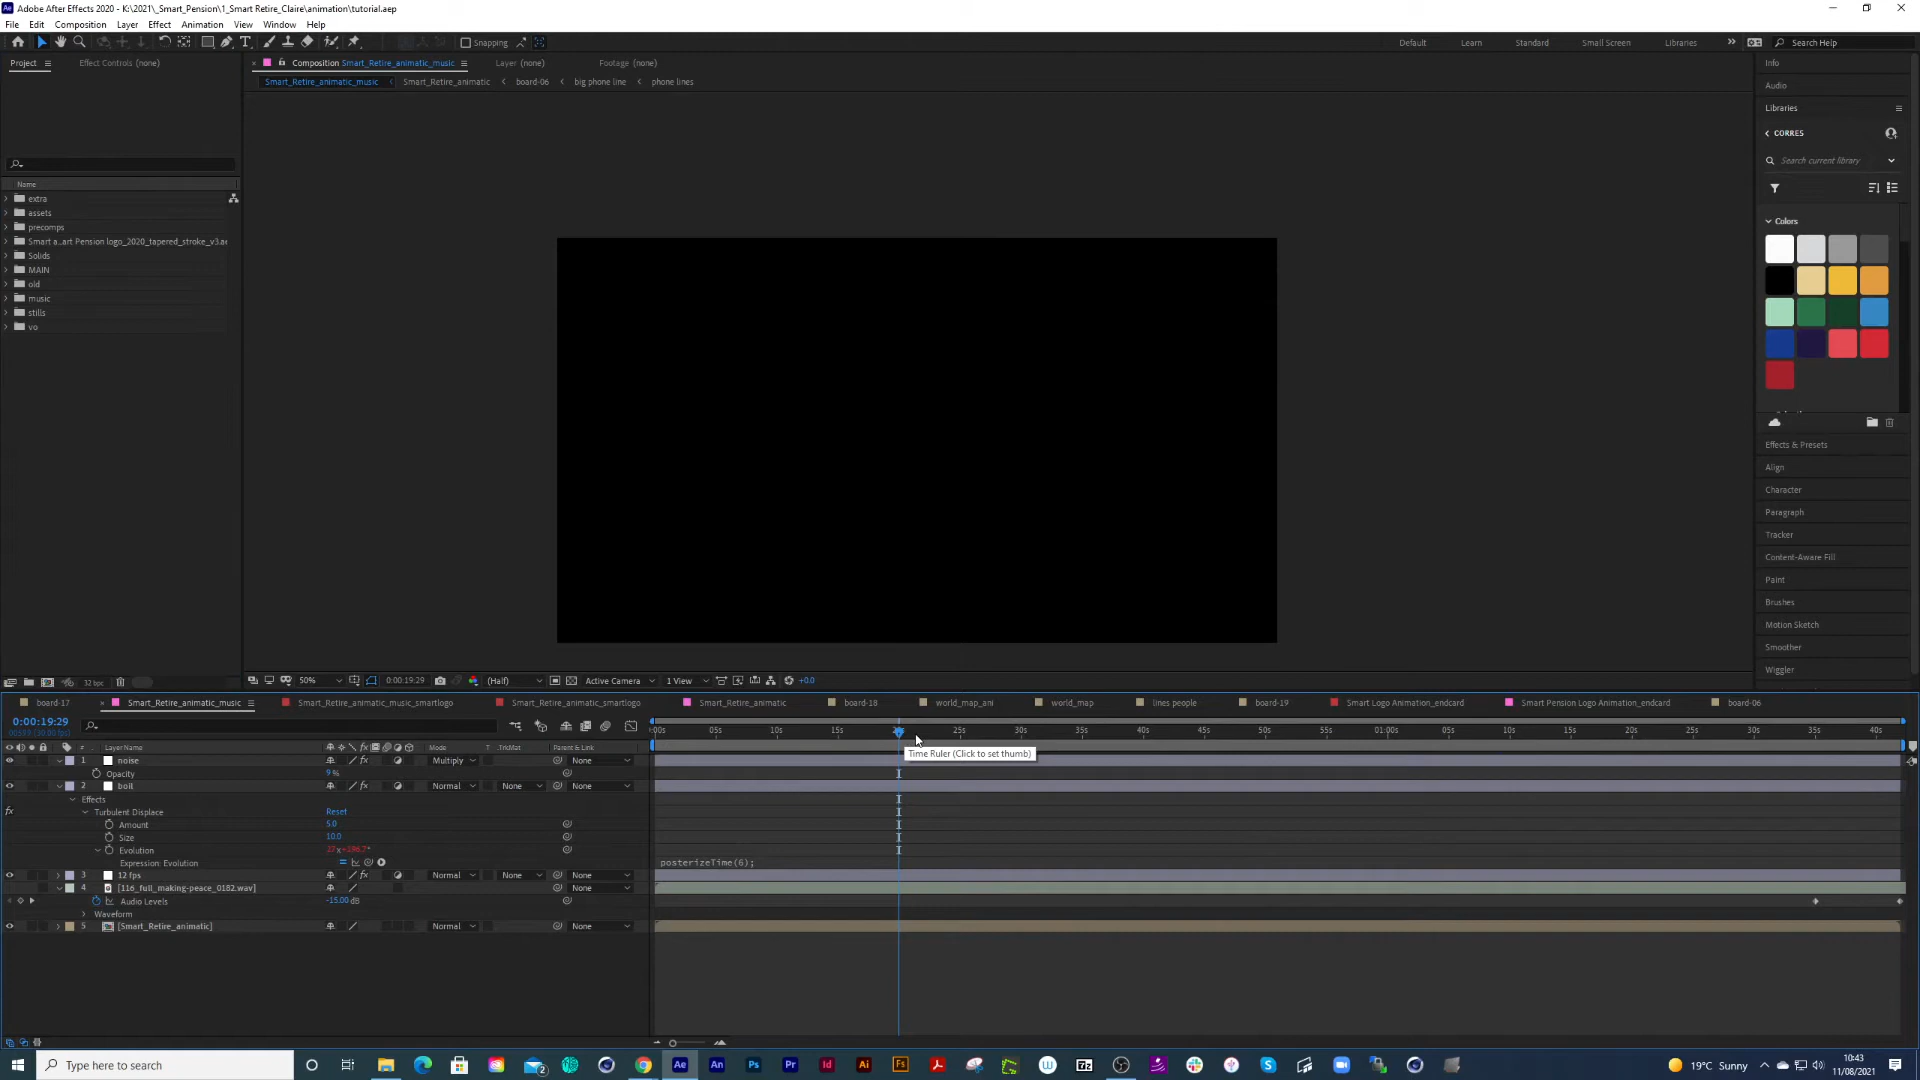 Adobe After Effects 2020 - K:\2021\_Smart_Pension\1_Smart Retire_Claire\animation\tutorial.aep
File Edit Composition Layer Effect Animation View Window Help
Snapping Default Learn Standard Small Screen Libraries Search Help
Project Effect Controls (none) Composition Smart_Retire_animatic_music Layer (none) Footage (none) Info
Smart_Retire_animatic_music Smart_Retire_animatic board-06 big phone line phone lines
Audio
Libraries
CORRES
Search current library
Name
extra
assets
precomps
Smart a...art Pension logo_2020_tapered_stroke_v3.ae
Solids
MAIN
old
music
stills
vo
Colors
Effects & Presets
Align
Character
Paragraph
Tracker
Content-Aware Fill
Paint
Brushes
Motion Sketch
Smoother
Wiggler
32 bpc 50% 0:00:19:29 (Half) Active Camera 1 View +0.0
board-17 Smart_Retire_animatic_music Smart_Retire_animatic_music_smartlogo Smart_Retire_animatic_smartlogo Smart_Retire_animatic board-18 world_map_ani world_map lines people board-19 Smart Logo Animation_endcard Smart Pension Logo Animation_endcard board-06
0:00:19:29
00599 (30.00 fps)
:00s 05s 10s 15s 20s 25s 30s 35s 40s 45s 50s 55s 01:00s 05s 10s 15s 20s 25s 30s 35s 40s
# Layer Name Mode T .TrkMat Parent & Link
Time Ruler (Click to set thumb)
1 noise Multiply None
Opacity 9%
2 boil Normal None None
Effects
fx Turbulent Displace Reset
Amount 5.0
Size 10.0
Evolution 27x+286.7°
Expression: Evolution posterizeTime(6);
3 12 fps Normal None None
4 [116_full_making-peace_0182.wav] None
Audio Levels -15.00 dB
Waveform
5 [Smart_Retire_animatic] Normal None None
Type here to search 19°C Sunny 10:43
11/08/2021